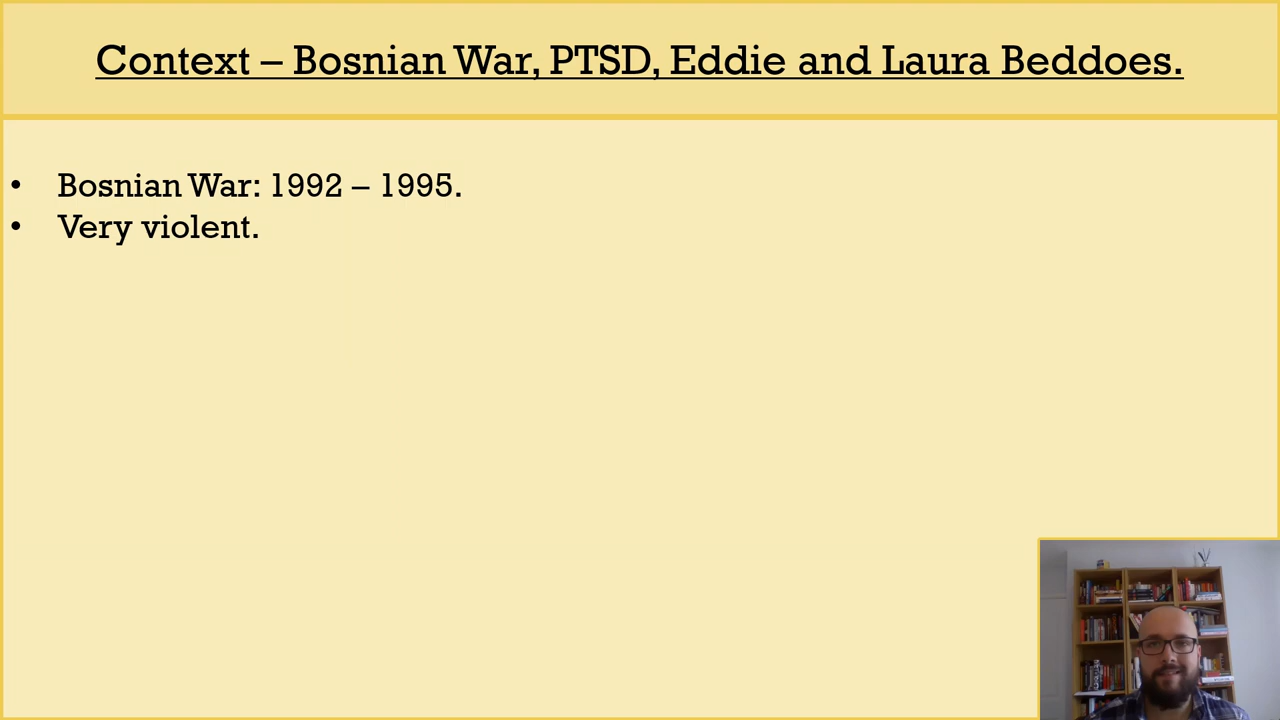 Context – Bosnian War, PTSD, Eddie and Laura Beddoes.
• Bosnian War: 1992 – 1995.
• Very violent.